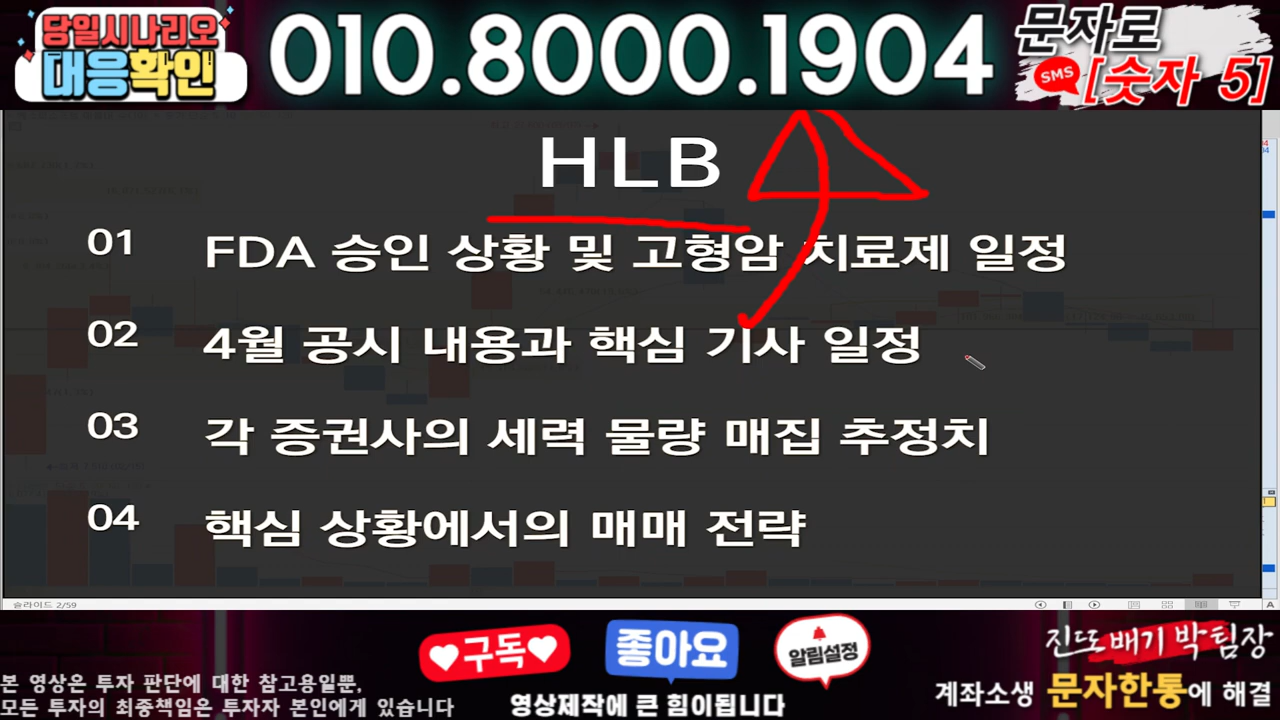 당일시나리오
대응확인
010.8000.1904
문자로
SMS [숫자 5]
HLB
01 FDA 승인 상황 및 고형암 치료제 일정
02 4월 공시 내용과 핵심 기사 일정
03 각 증권사의 세력 물량 매집 추정치
04 핵심 상황에서의 매매 전략
슬라이드 2/59
구독
좋아요
알림설정
진또배기 박팀장
본 영상은 투자 판단에 대한 참고용일뿐,
모든 투자의 최종책임은 투자자 본인에게 있습니다
영상제작에 큰 힘이됩니다
계좌소생 문자한통에 해결